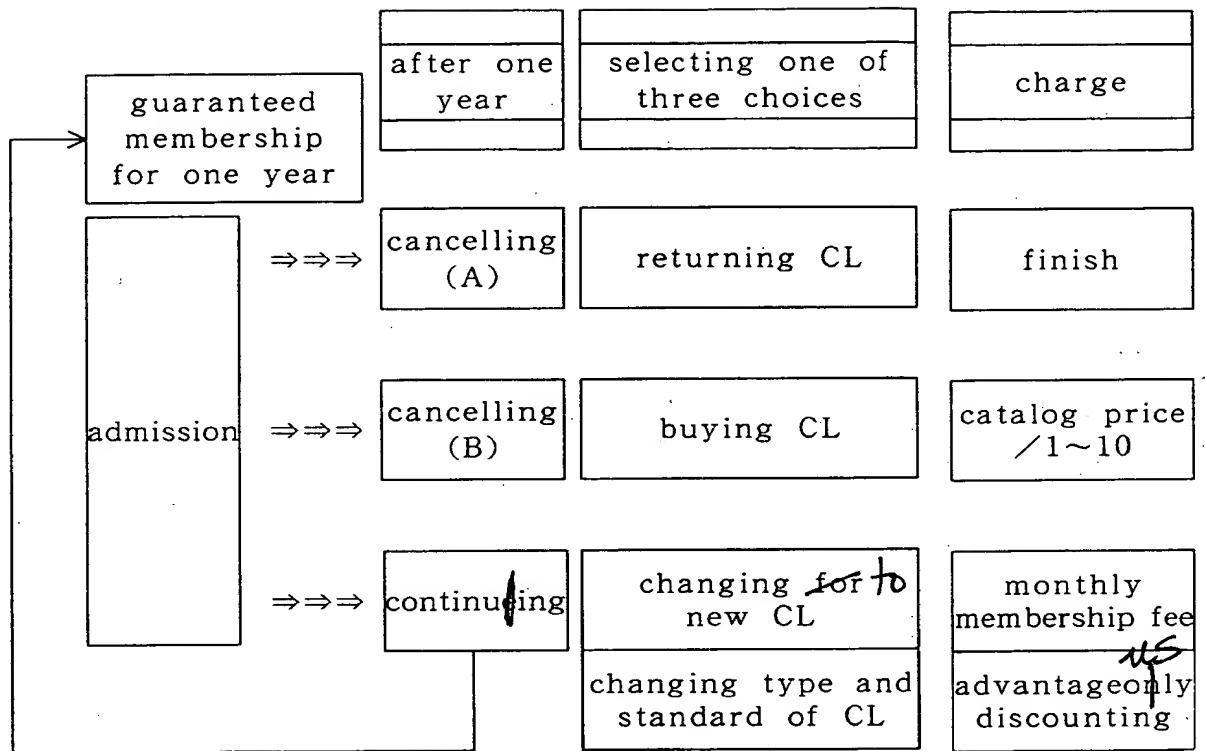 after one
year
selecting one of
three choices
charge
guaranteed
membership
for one year
admission
⇒⇒⇒
cancelling
(A)
returning CL
finish
⇒⇒⇒
cancelling
(B)
buying CL
catalog price
/1~10
⇒⇒⇒
continueing
changing for to
new CL
monthly
membership fee
changing type and
standard of CL
us
advantageonly
discounting